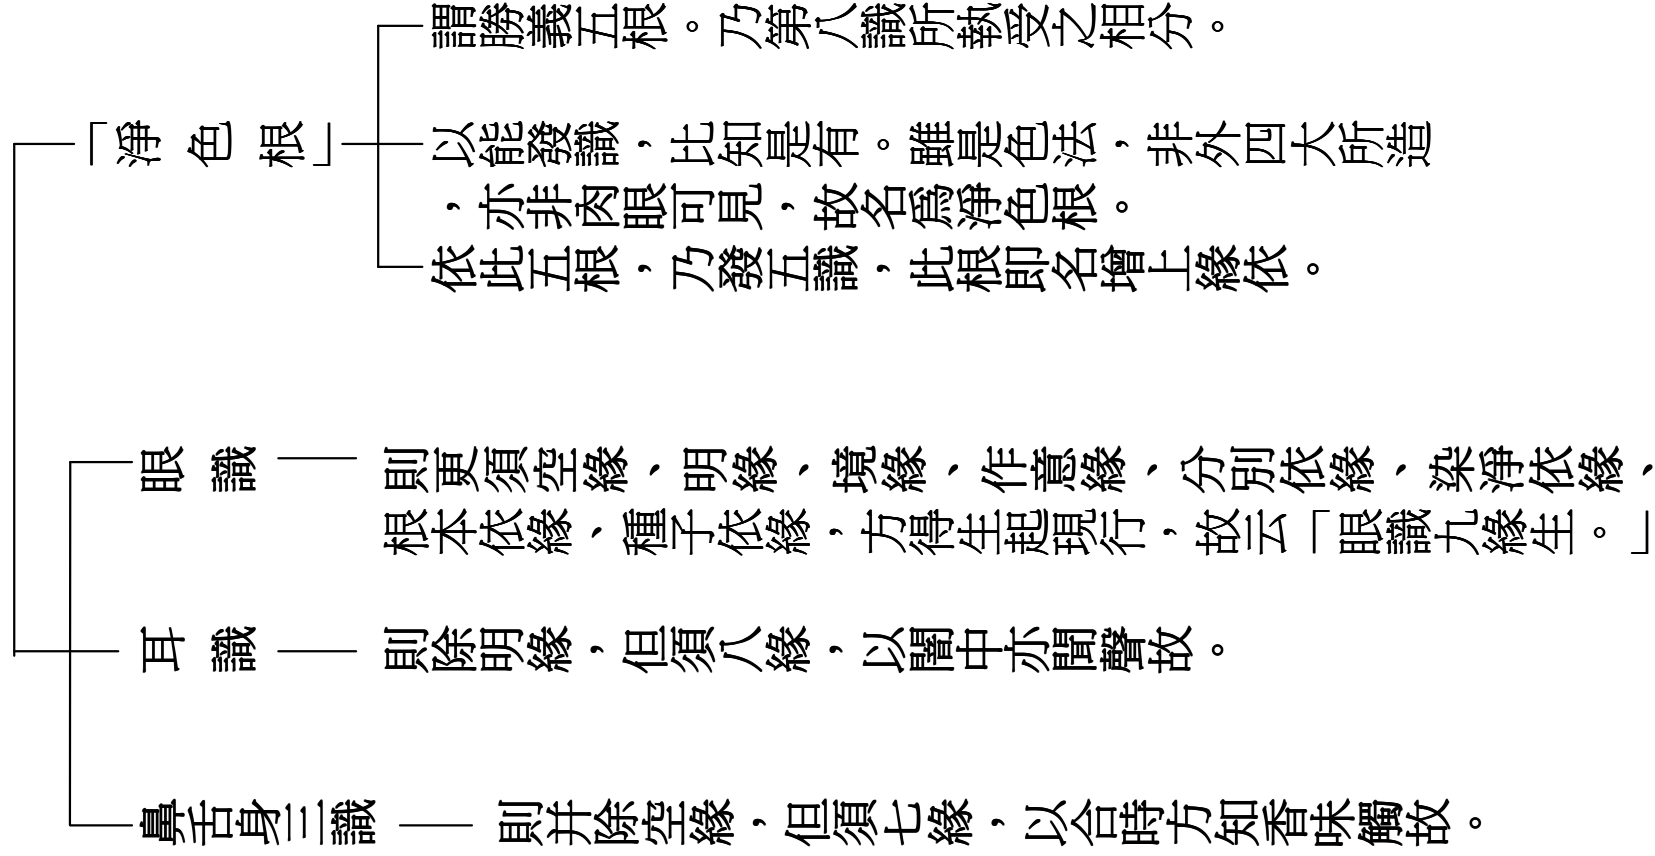 謂勝義五根。乃第八識所執受之相分。
「淨色根」
以能發識，比知是有。雖是色法，非外四大所造
，亦非肉眼可見，故名爲淨色根。
依此五根，乃發五識，此根即名增上緣依。
眼識
則更須空緣、明緣、境緣、作意緣、分別依緣、染淨依緣、
根本依緣、種子依緣，方得生起現行，故云「眼識九緣生。」
耳識
則除明緣，但須八緣，以闇中亦聞聲故。
鼻舌身三識
則并除空緣，但須七緣，以合時方知香味觸故。